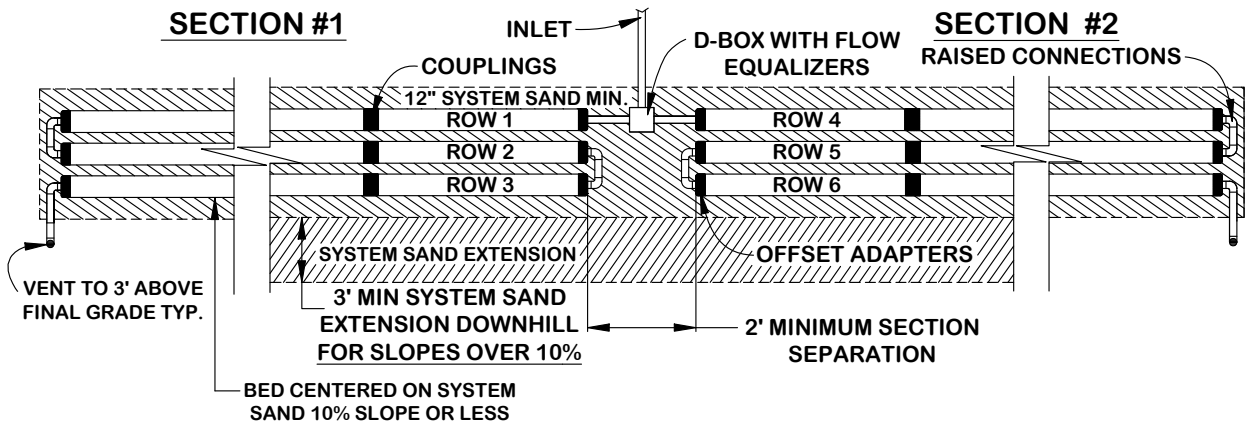 SECTION #1
INLET
SECTION #2
D-BOX WITH FLOW
EQUALIZERS
RAISED CONNECTIONS
COUPLINGS
12" SYSTEM SAND MIN.
ROW 1
ROW 4
ROW 2
ROW 5
ROW 3
ROW 6
SYSTEM SAND EXTENSION
OFFSET ADAPTERS
VENT TO 3' ABOVE
FINAL GRADE TYP.
3' MIN SYSTEM SAND
EXTENSION DOWNHILL
FOR SLOPES OVER 10%
2' MINIMUM SECTION
SEPARATION
BED CENTERED ON SYSTEM
SAND 10% SLOPE OR LESS